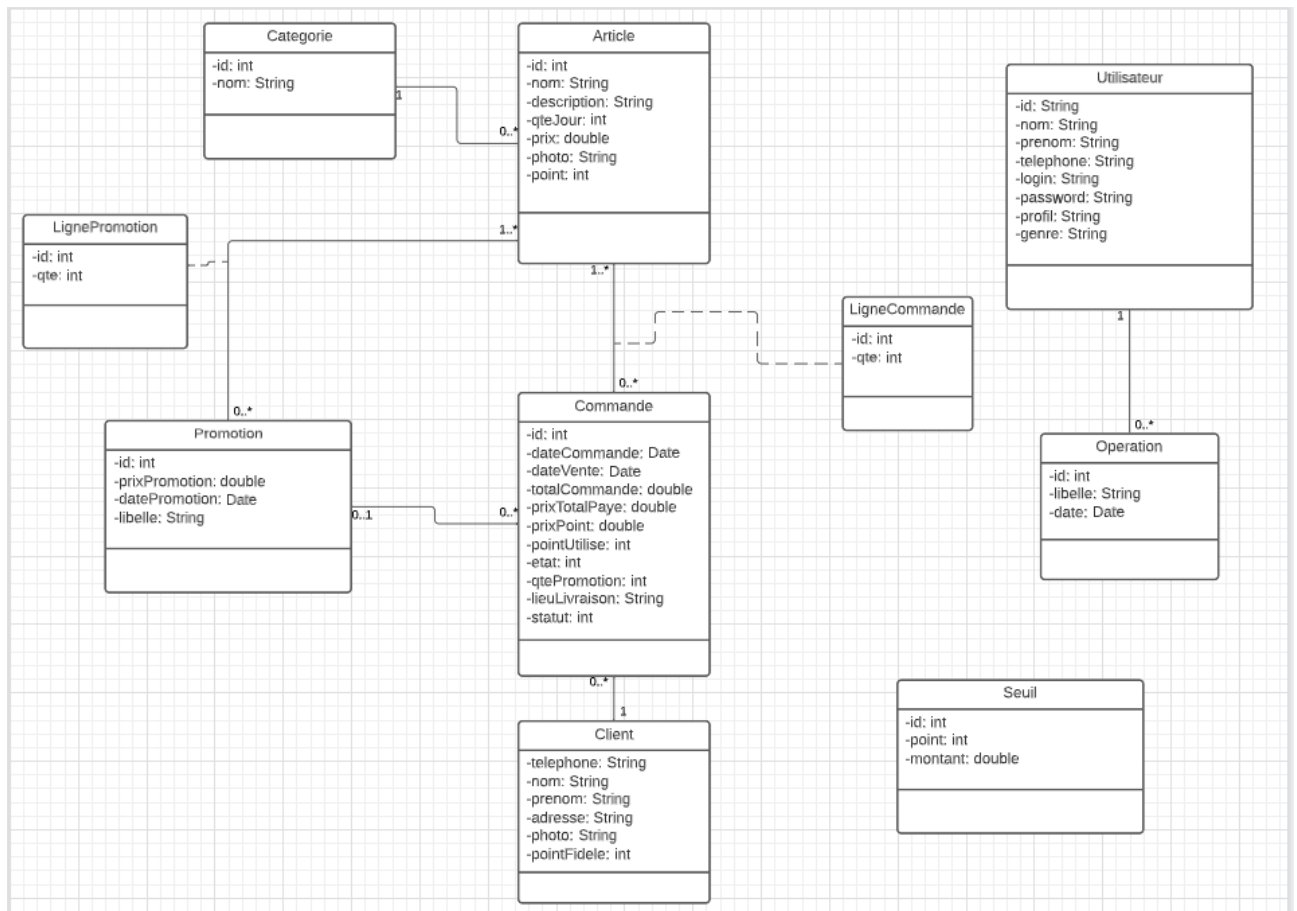 Categorie
-id: int
-nom: String
1
Article
-id: int
-nom: String
-description: String
-qteJour: int
-prix: double
-photo: String
-point: int
0..*
1..*
1..*
Utilisateur
-id: String
-nom: String
-prenom: String
-telephone: String
-login: String
-password: String
-profil: String
-genre: String
1
LignePromotion
-id: int
-qte: int
LigneCommande
-id: int
-qte: int
0..*
Promotion
-id: int
-prixPromotion: double
-datePromotion: Date
-libelle: String
0..1
0..*
Commande
-id: int
-dateCommande: Date
-dateVente: Date
-totalCommande: double
-prixTotalPaye: double
-prixPoint: double
-pointUtilise: int
-etat: int
-qtePromotion: int
-lieuLivraison: String
-statut: int
0..*
0..*
0..*
Operation
-id: int
-libelle: String
-date: Date
1
Client
-telephone: String
-nom: String
-prenom: String
-adresse: String
-photo: String
-pointFidele: int
Seuil
-id: int
-point: int
-montant: double